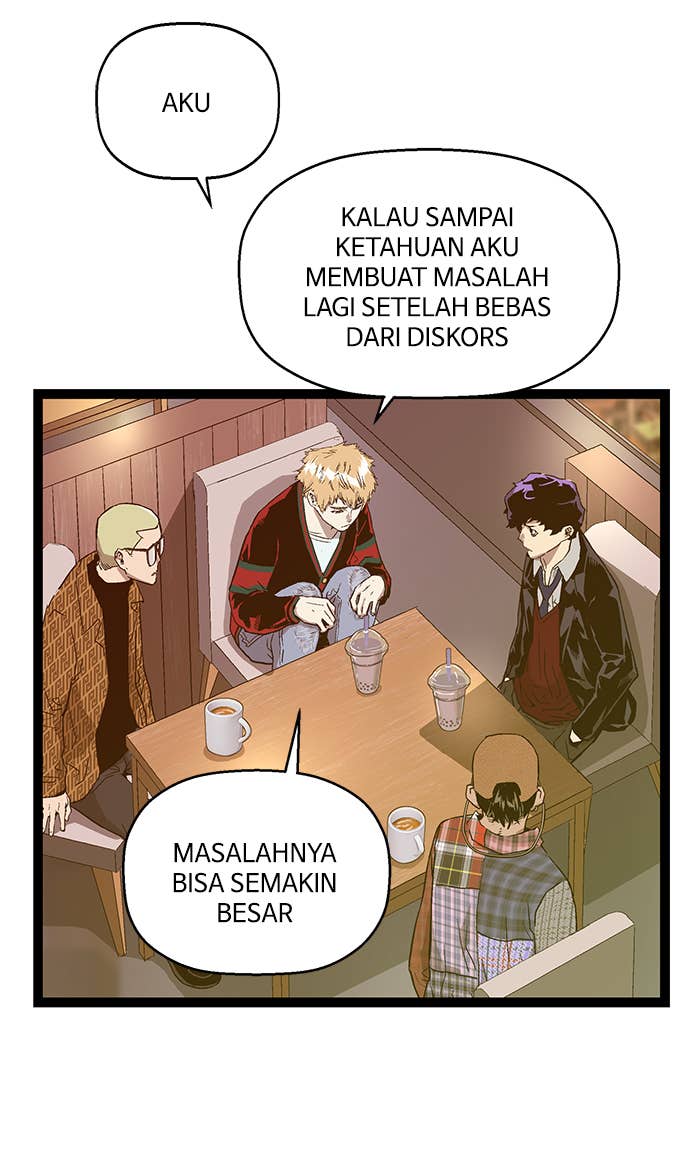 AKU
KALAU SAMPAI
KETAHUAN AKU
MEMBUAT MASALAH
LAGI SETELAH BEBAS
DARI DISKORS
MASALAHNYA
BISA SEMAKIN
BESAR